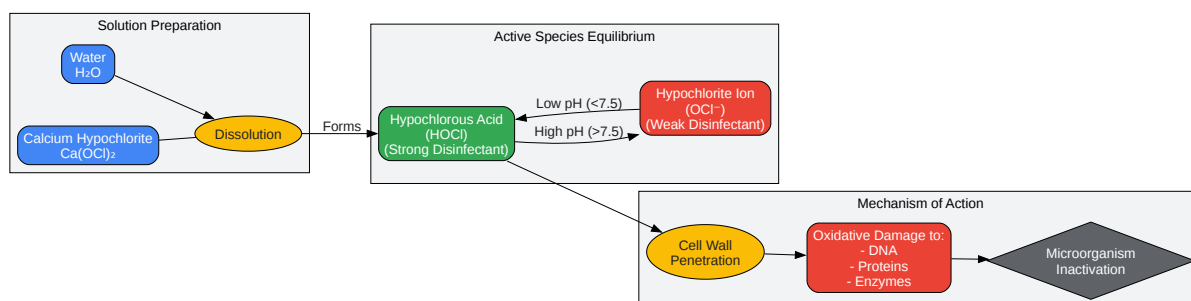 Solution Preparation
Water
H₂O
Calcium Hypochlorite
Ca(OCl)₂
Dissolution
Forms
Active Species Equilibrium
Hypochlorous Acid
(HOCl)
(Strong Disinfectant)
Low pH (<7.5)
High pH (>7.5)
Hypochlorite Ion
(OCl⁻)
(Weak Disinfectant)
Mechanism of Action
Cell Wall
Penetration
Oxidative Damage to:
- DNA
- Proteins
- Enzymes
Microorganism
Inactivation